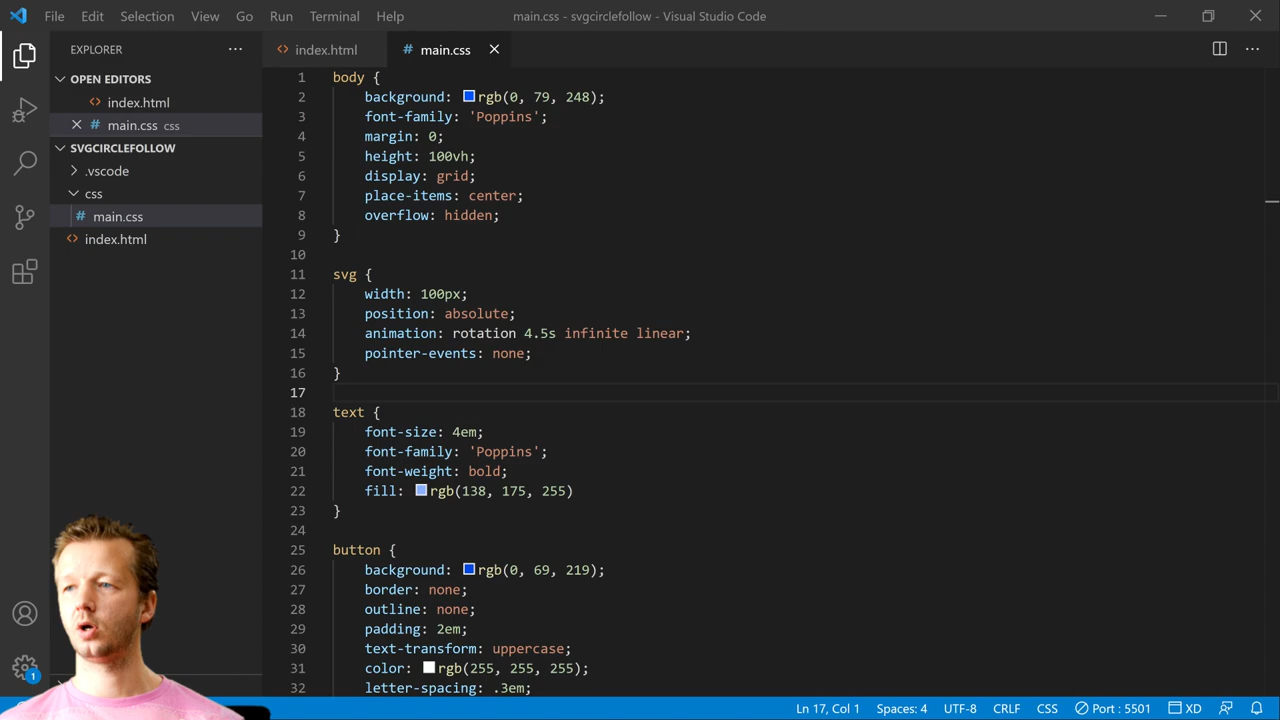 File Edit Selection View Go Run Terminal Help
main.css - svgcirclefollow - Visual Studio Code
EXPLORER
OPEN EDITORS
index.html
main.css css
SVGCIRCLEFOLLOW
.vscode
css
main.css
index.html
index.html
main.css
1 body {
2 background: rgb(0, 79, 248);
3 font-family: 'Poppins';
4 margin: 0;
5 height: 100vh;
6 display: grid;
7 place-items: center;
8 overflow: hidden;
9 }
10
11 svg {
12 width: 100px;
13 position: absolute;
14 animation: rotation 4.5s infinite linear;
15 pointer-events: none;
16 }
17
18 text {
19 font-size: 4em;
20 font-family: 'Poppins';
21 font-weight: bold;
22 fill: rgb(138, 175, 255)
23 }
24
25 button {
26 background: rgb(0, 69, 219);
27 border: none;
28 outline: none;
29 padding: 2em;
30 text-transform: uppercase;
31 color: rgb(255, 255, 255);
32 letter-spacing: .3em;
1
Ln 17, Col 1 Spaces: 4 UTF-8 CRLF CSS Port : 5501 XD